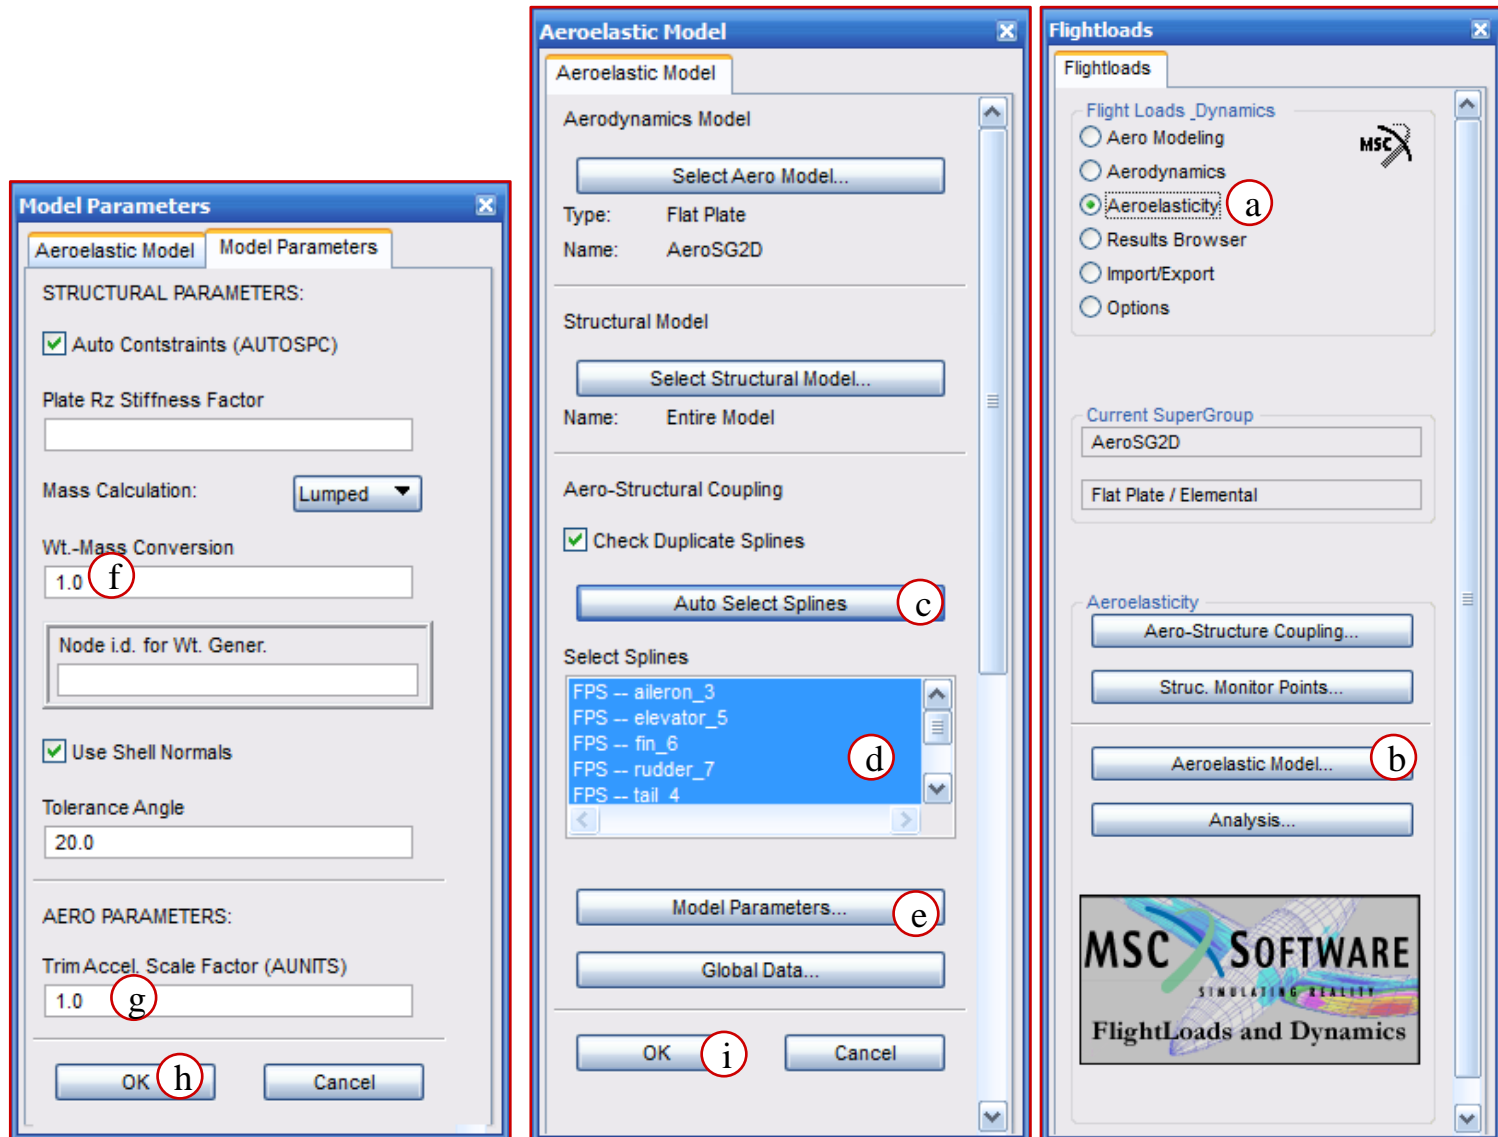 Model Parameters
Aeroelastic Model
Model Parameters
STRUCTURAL PARAMETERS:
Auto Contstraints (AUTOSPC)
Plate Rz Stiffness Factor
Mass Calculation:
Lumped
Wt.-Mass Conversion
1.0
f
Node i.d. for Wt. Gener.
Use Shell Normals
Tolerance Angle
20.0
AERO PARAMETERS:
Trim Accel. Scale Factor (AUNITS)
1.0
g
OK
h
Cancel
Aeroelastic Model
Aeroelastic Model
Aerodynamics Model
Select Aero Model...
Type: Flat Plate
Name: AeroSG2D
Structural Model
Select Structural Model...
Name: Entire Model
Aero-Structural Coupling
Check Duplicate Splines
Auto Select Splines
c
Select Splines
FPS -- aileron_3
FPS -- elevator_5
FPS -- fin_6
FPS -- rudder_7
FPS -- tail_4
d
Model Parameters...
e
Global Data...
OK
i
Cancel
Flightloads
Flightloads
Flight Loads _Dynamics
Aero Modeling
MSC
Aerodynamics
Aeroelasticity
a
Results Browser
Import/Export
Options
Current SuperGroup
AeroSG2D
Flat Plate / Elemental
Aeroelasticity
Aero-Structure Coupling...
Struc. Monitor Points...
Aeroelastic Model...
b
Analysis...
MSC SOFTWARE
SIMULATING REALITY
FlightLoads and Dynamics